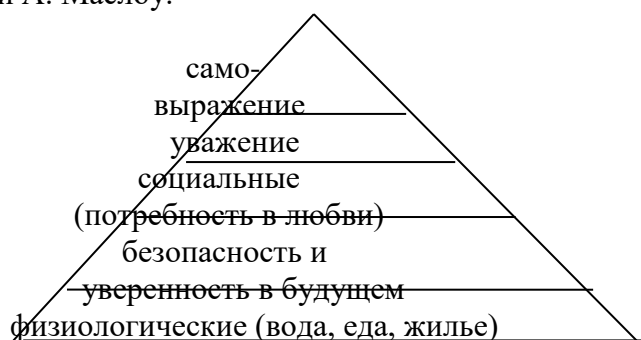 и А. Маслоу.
само-
выражение
уважение
социальные
(потребность в любви)
безопасность и
уверенность в будущем
физиологические (вода, еда, жилье)